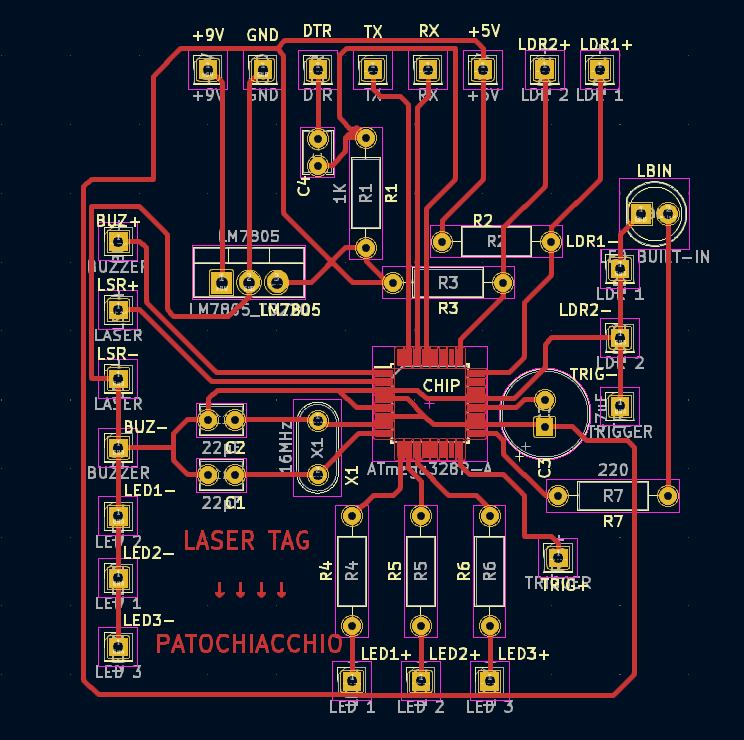 +9V GND DTR TX RX +5V LDR2+ LDR1+
+9V GND DTR TX RX +5V LDR 2 LDR 1
LBIN
C4 1K R1 R1
BUZ+ LM7805 R2 R2 LDR1- BUILT-IN
BUZZER
LSR+ R3 LDR 1
LM7805 LM7805 R3 LDR2-
LASER
LSR- CHIP LDR 2
TRIG-
LASER
BUZ- C2 16MHz X1 TRIGGER
BUZZER 22pf ATmega328P-A C3
X1 220
LED1- 22pf C1 R7
R7
LED 2 LASER TAG
LED2- R4 R4 R5 R5 R6 R6
↓ ↓ ↓ ↓ TRIGGER
LED 1 TRIG+
LED3-
PATOCHIACCHIO
LED1+ LED2+ LED3+
LED 3
LED 1 LED 2 LED 3